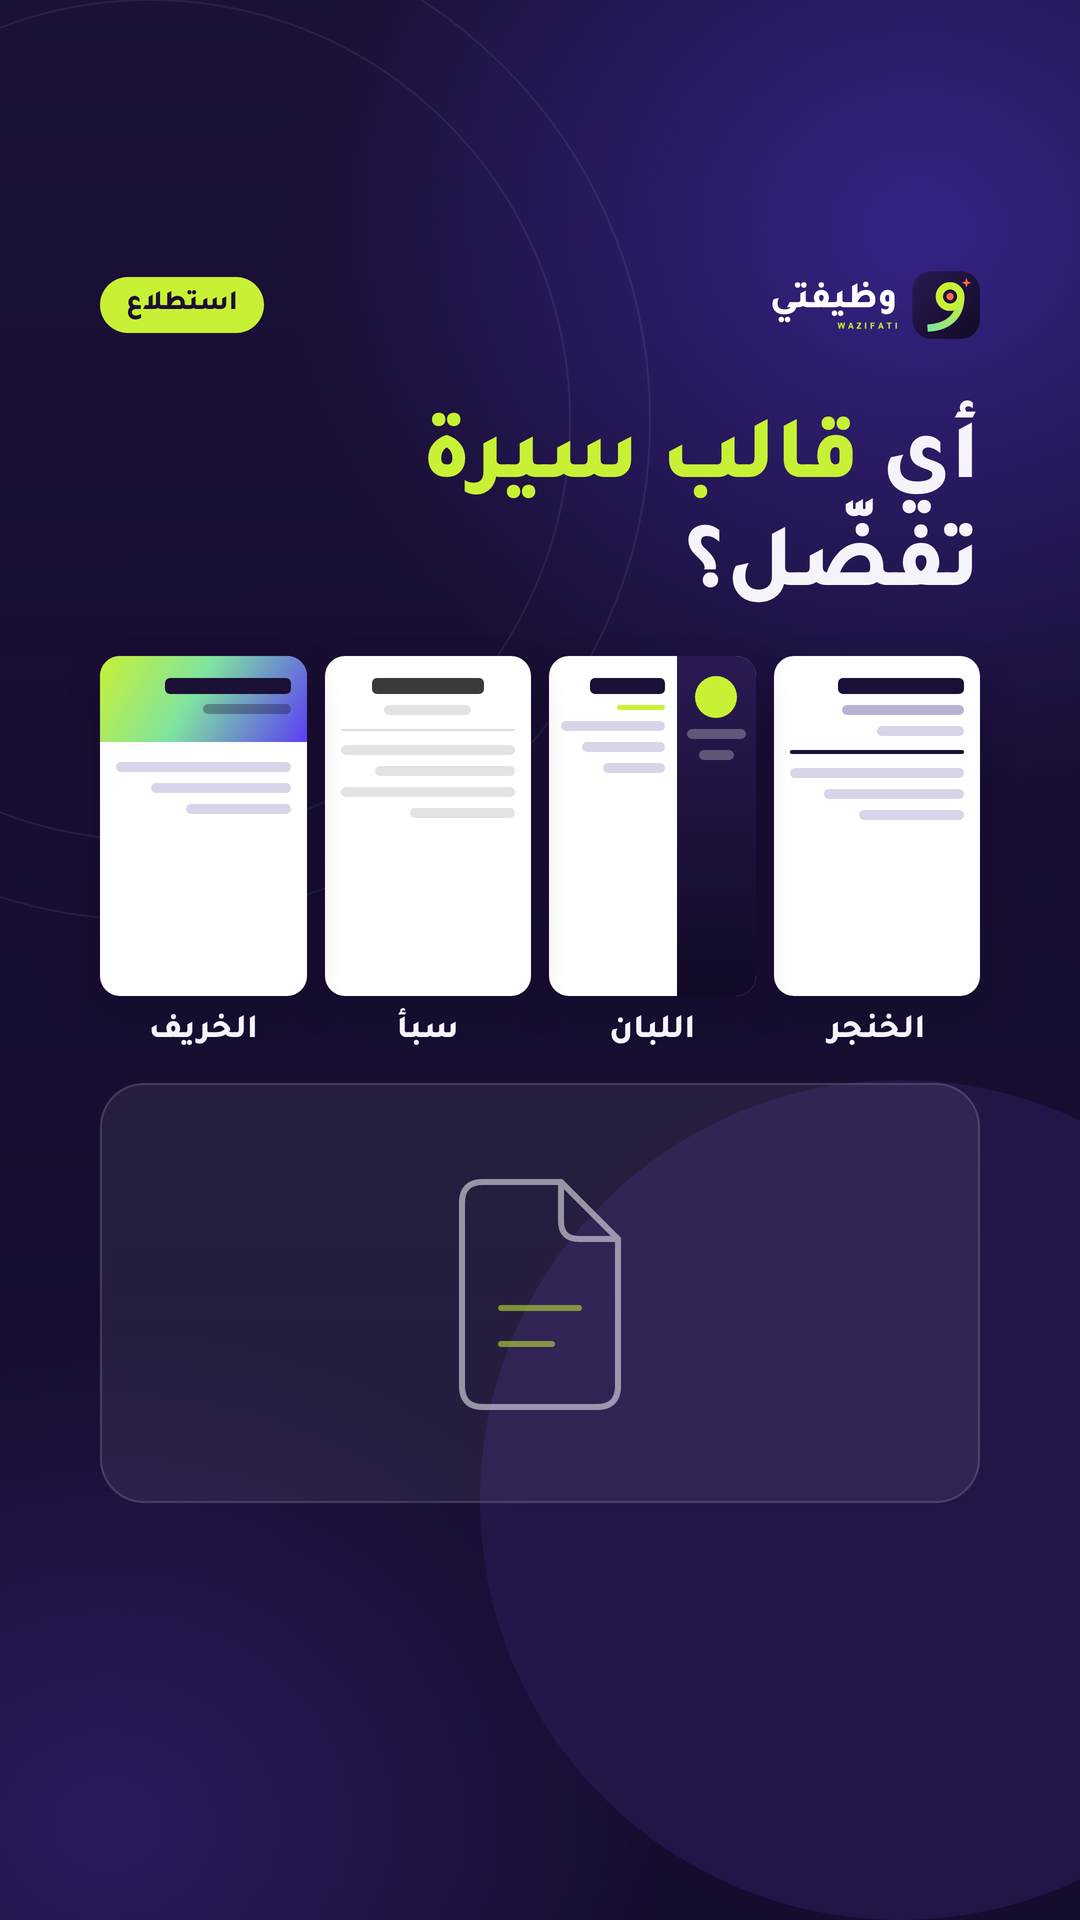 وظيفتي
WAZIFATI
استطلاع
أي قالب سيرة
تفضّل؟
الخنجر
اللبان
سبأ
الخريف